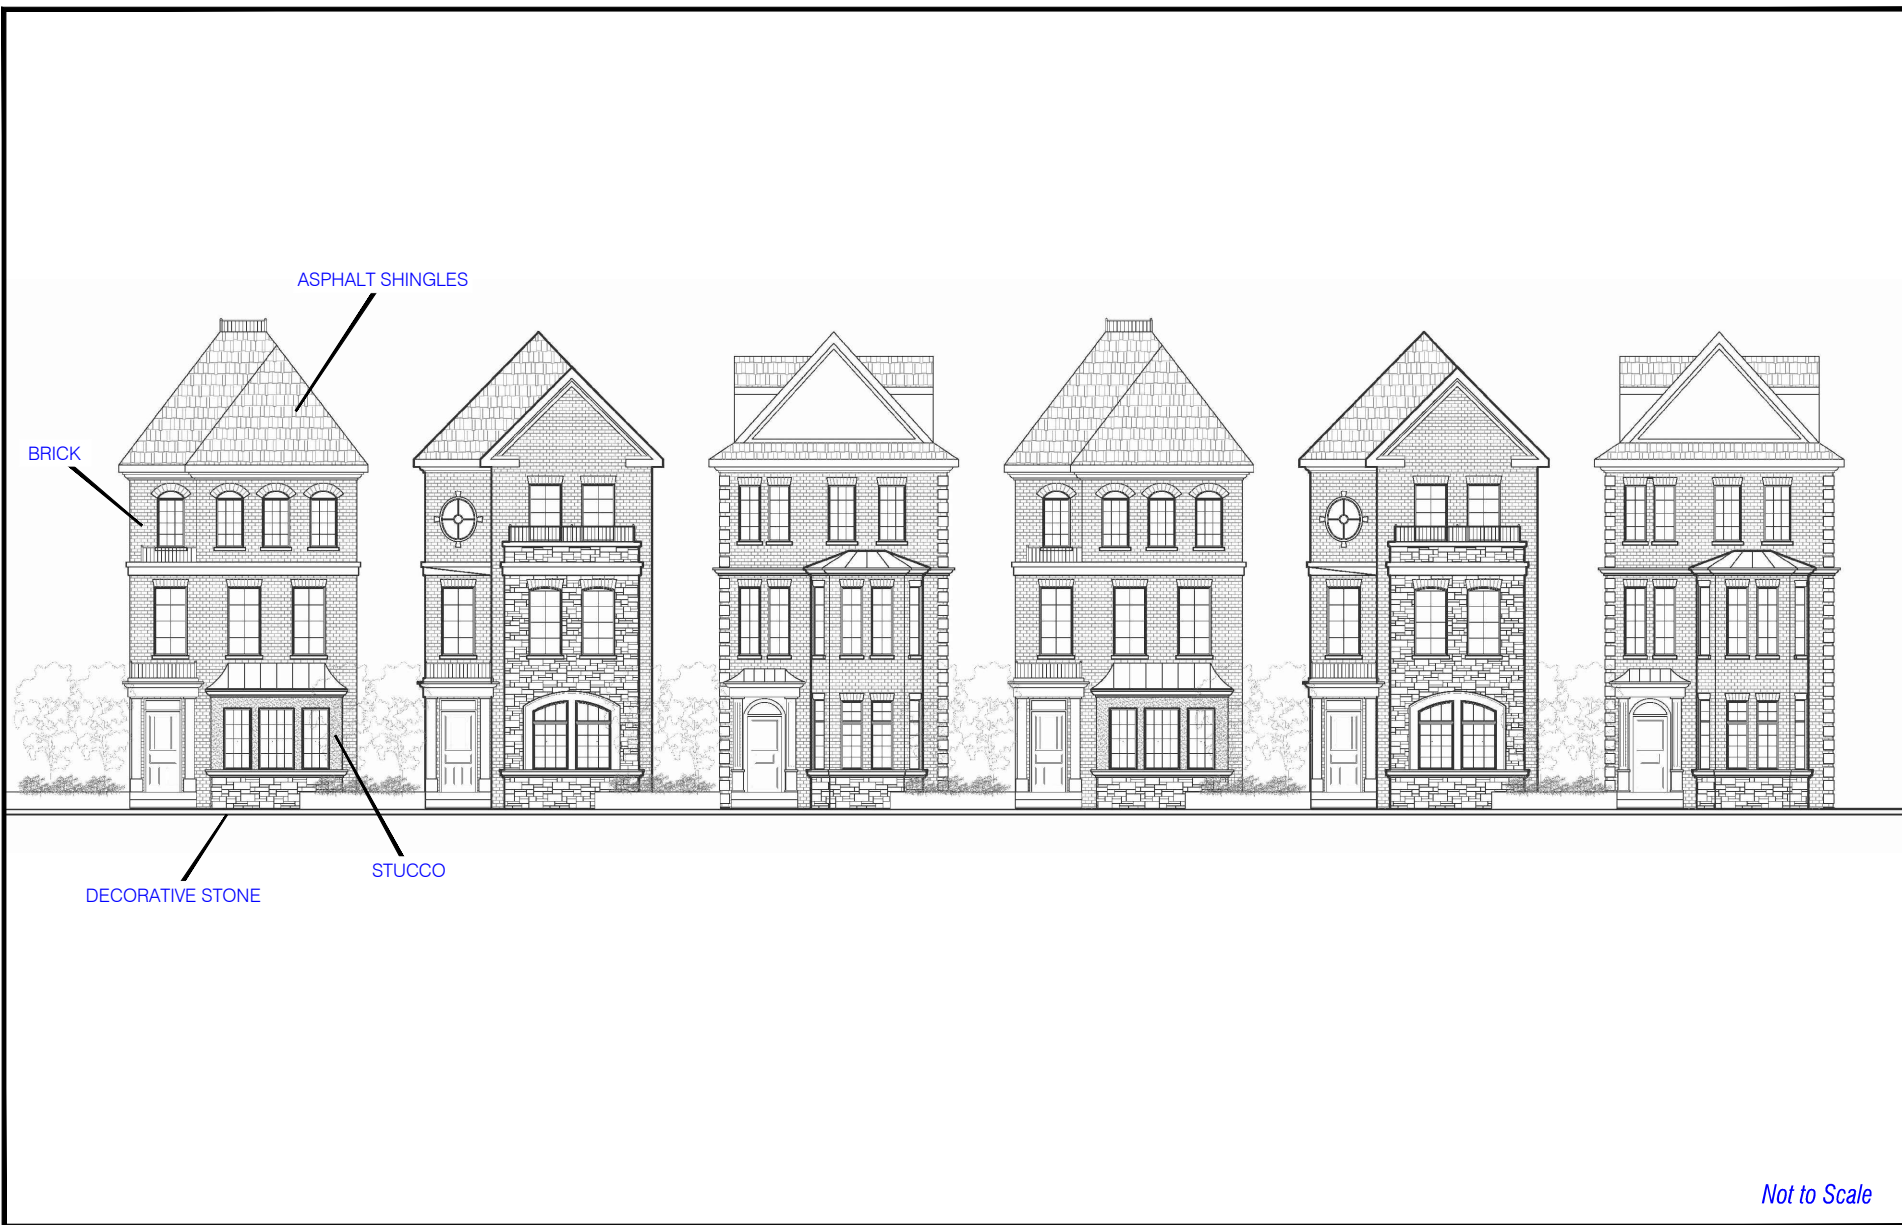 ASPHALT SHINGLES
BRICK
STUCCO
DECORATIVE STONE
Not to Scale